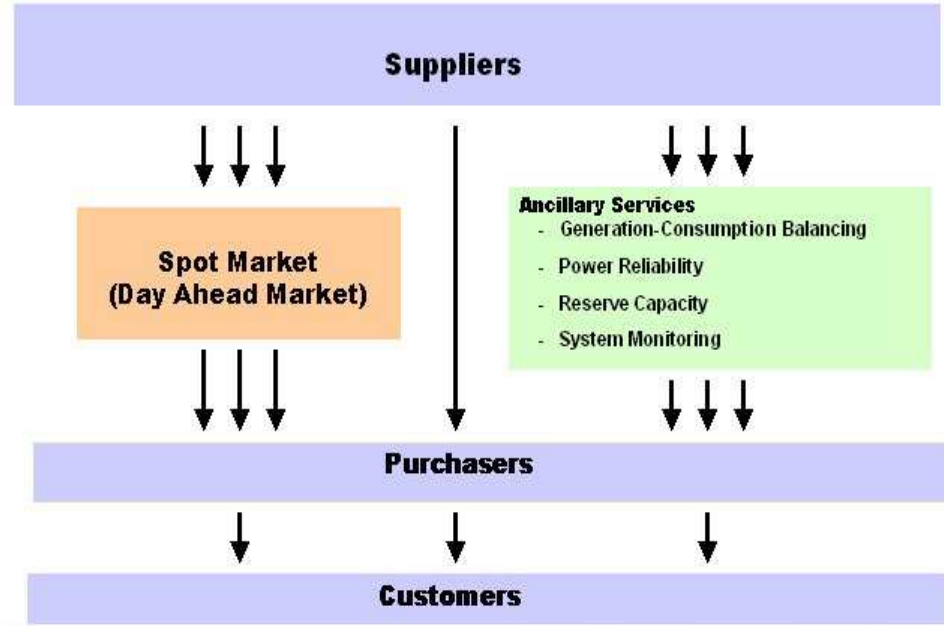 Suppliers
Spot Market
(Day Ahead Market)
Ancillary Services
- Generation-Consumption Balancing
- Power Reliability
- Reserve Capacity
- System Monitoring
Purchasers
Customers